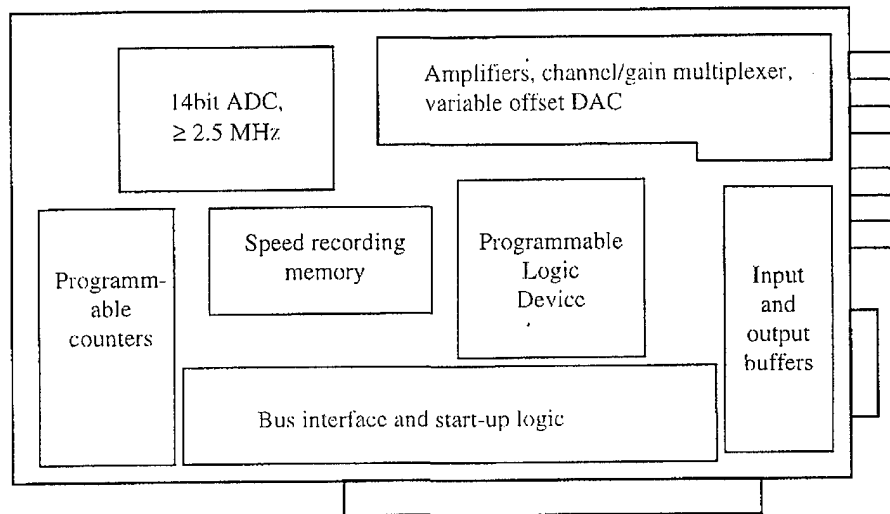 14bit ADC,
≥ 2.5 MHz
Amplifiers, channel/gain multiplexer,
variable offset DAC
Programm-
able
counters
Speed recording
memory
Programmable
Logic
Device
Input
and
output
buffers
Bus interface and start-up logic